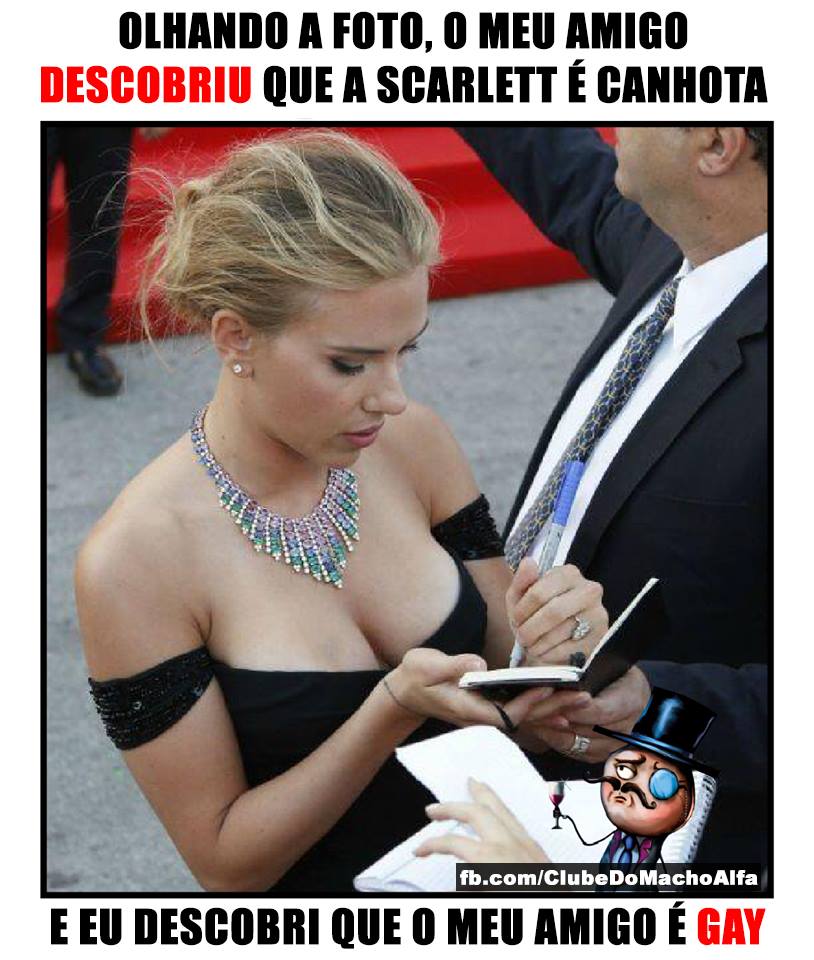 OLHANDO A FOTO, O MEU AMIGO
DESCOBRIU QUE A SCARLETT É CANHOTA
fb.com/ClubeDoMachoAlfa
E EU DESCOBRI QUE O MEU AMIGO É GAY